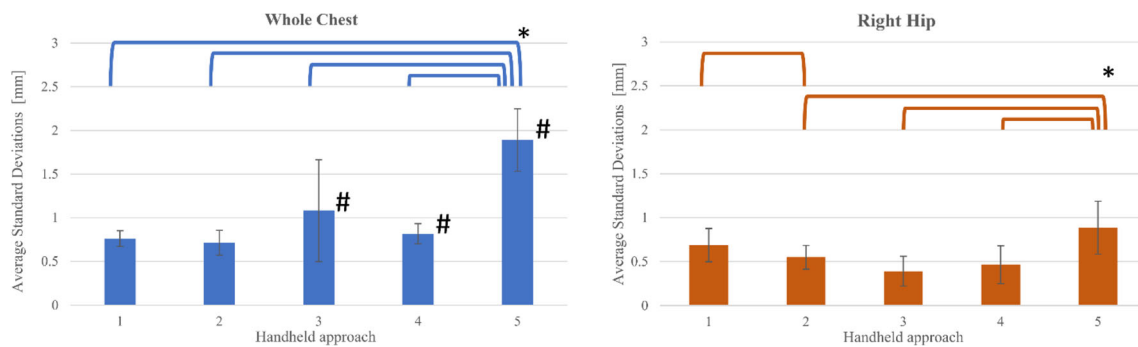 Whole Chest
Average Standard Deviations [mm]
3
2.5
2
1.5
1
0.5
0
*
#
#
#
1 2 3 4 5
Handheld approach
Right Hip
Average Standard Deviations [mm]
3
2.5
2
1.5
1
0.5
0
*
1 2 3 4 5
Handheld approach